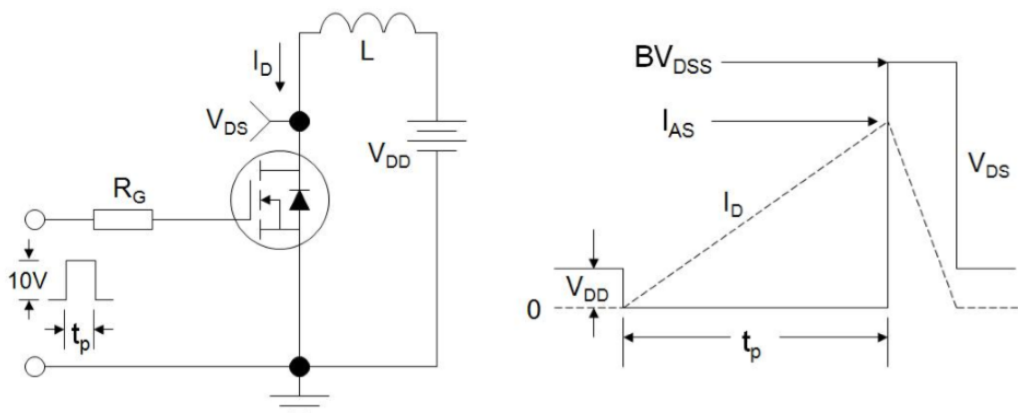 L
I_D
V_DS
V_DD
R_G
10V
t_p
BV_DSS
I_AS
V_DS
I_D
V_DD
0
t_p